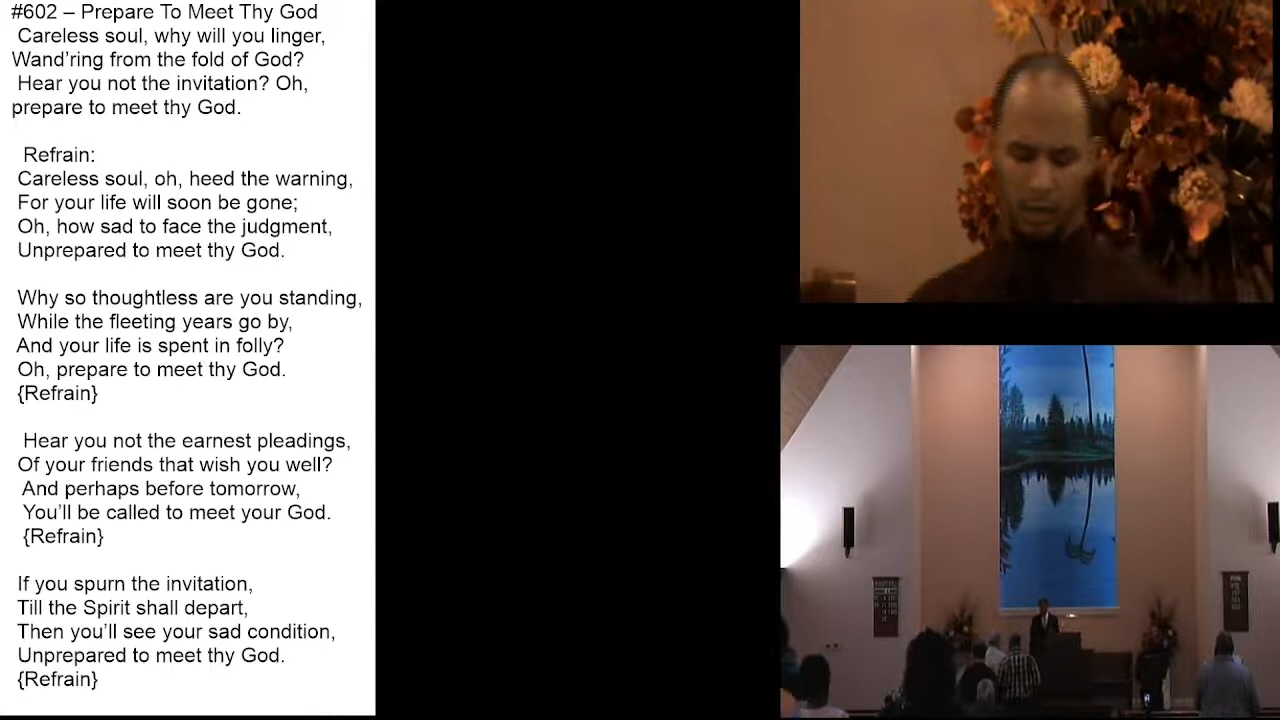 #602 – Prepare To Meet Thy God
Careless soul, why will you linger,
Wand’ring from the fold of God?
Hear you not the invitation? Oh,
prepare to meet thy God.
Refrain:
Careless soul, oh, heed the warning,
For your life will soon be gone;
Oh, how sad to face the judgment,
Unprepared to meet thy God.
Why so thoughtless are you standing,
While the fleeting years go by,
And your life is spent in folly?
Oh, prepare to meet thy God.
{Refrain}
Hear you not the earnest pleadings,
Of your friends that wish you well?
And perhaps before tomorrow,
You’ll be called to meet your God.
{Refrain}
If you spurn the invitation,
Till the Spirit shall depart,
Then you’ll see your sad condition,
Unprepared to meet thy God.
{Refrain}